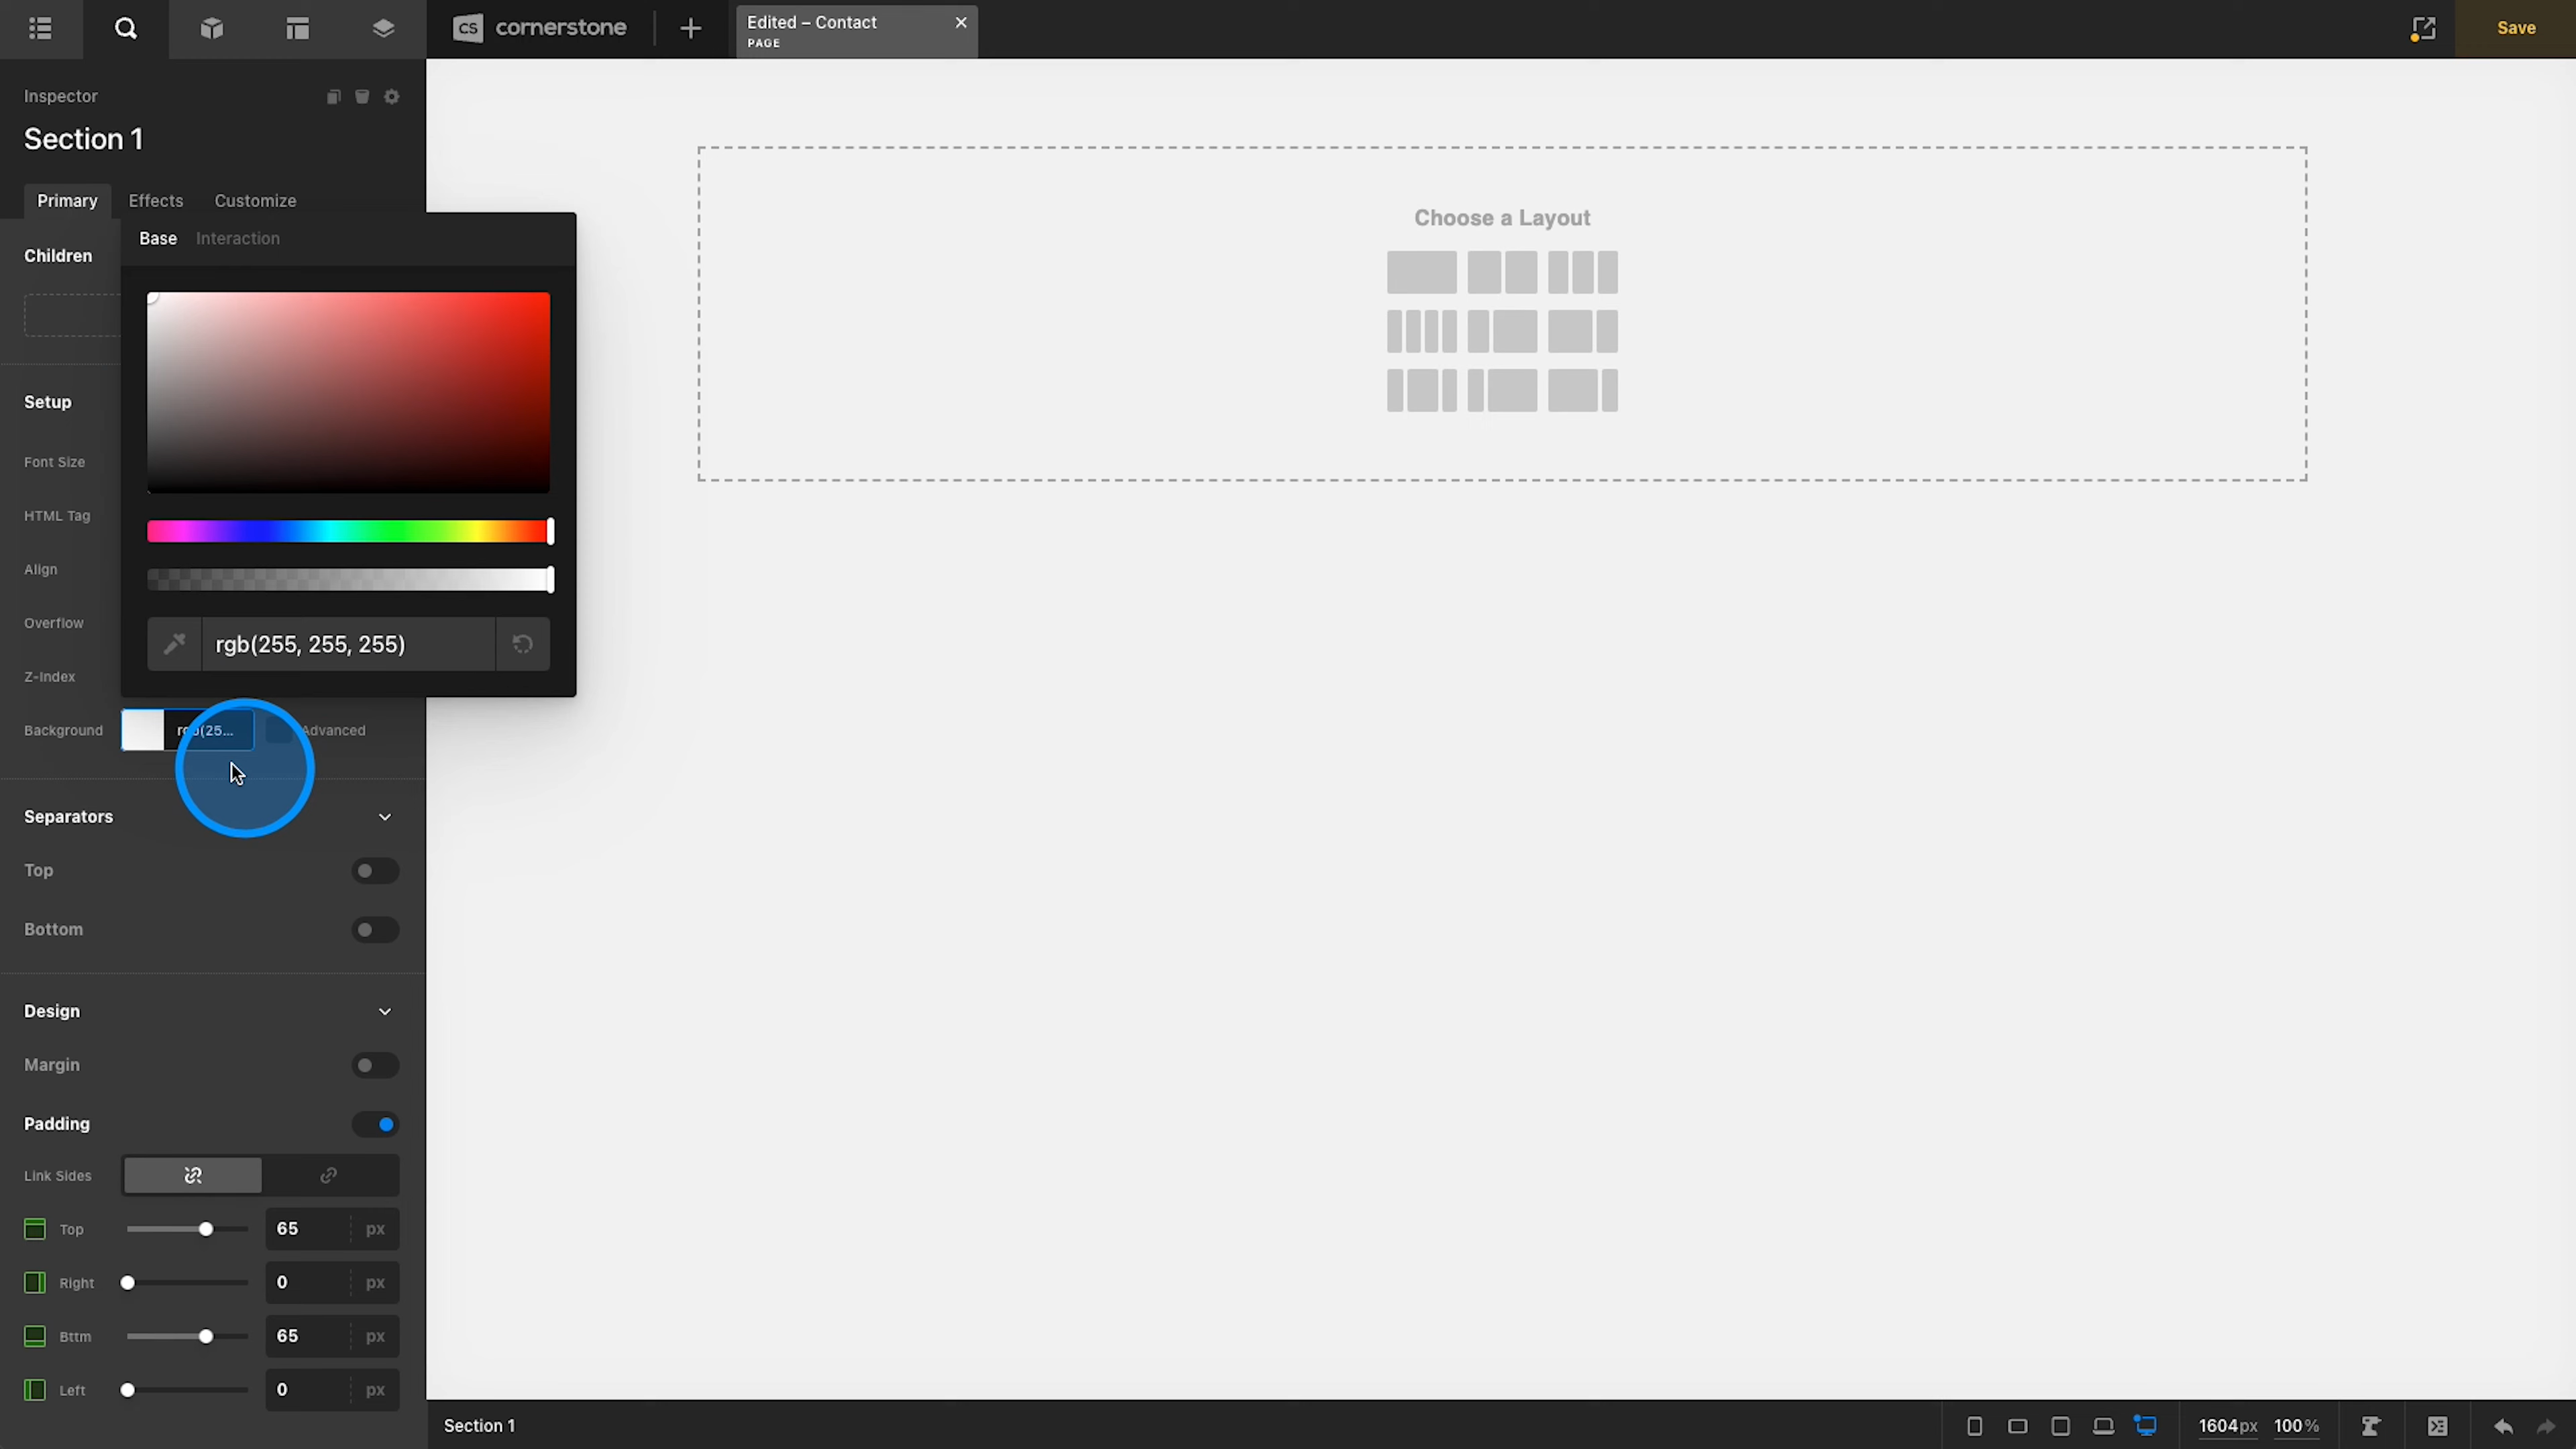 CS cornerstone
Edited – Contact
PAGE
Save
Inspector
Section 1
Primary Effects Customize
Children
Base Interaction
Setup
Font Size
HTML Tag
Align
Overflow
Z-Index
rgb(255, 255, 255)
Background rgb(25... Advanced
Separators
Top
Bottom
Design
Margin
Padding
Link Sides
Top 65 px
Right 0 px
Bttm 65 px
Left 0 px
Choose a Layout
Section 1
1604px 100%